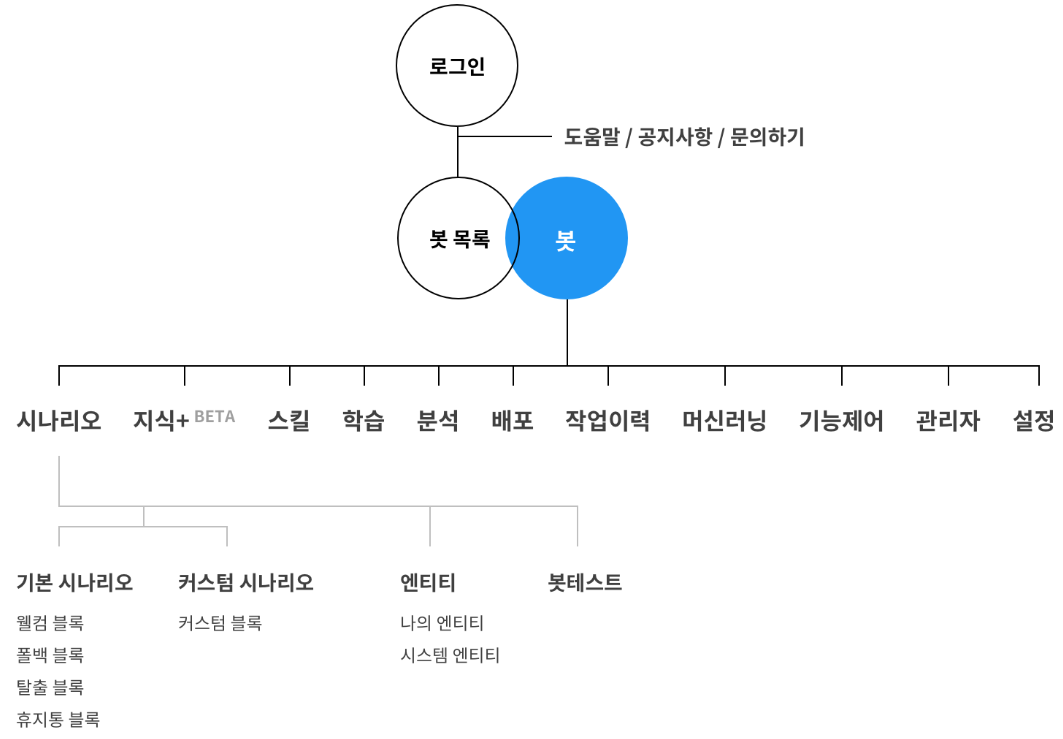 로그인
도움말 / 공지사항 / 문의하기
봇 목록
봇
시나리오 지식+ BETA 스킬 학습 분석 배포 작업이력 머신러닝 기능제어 관리자 설정
기본 시나리오 커스텀 시나리오 엔티티 봇테스트
웰컴 블록 커스텀 블록 나의 엔티티
폴백 블록 시스템 엔티티
탈출 블록
휴지통 블록